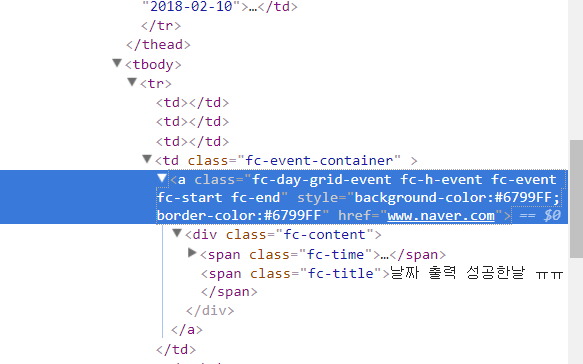 "2018-02-10">…</td>
</tr>
</thead>
▼<tbody>
▼<tr>
<td></td>
<td></td>
<td></td>
▼<td class="fc-event-container" >
▼<a class="fc-day-grid-event fc-h-event fc-event
fc-start fc-end" style="background-color:#6799FF;
border-color:#6799FF" href="www.naver.com"> == $0
▼<div class="fc-content">
▶<span class="fc-time">…</span>
<span class="fc-title">날짜 출력 성공한날 ㅠㅠ
</span>
</div>
</a>
</td>
</tr>